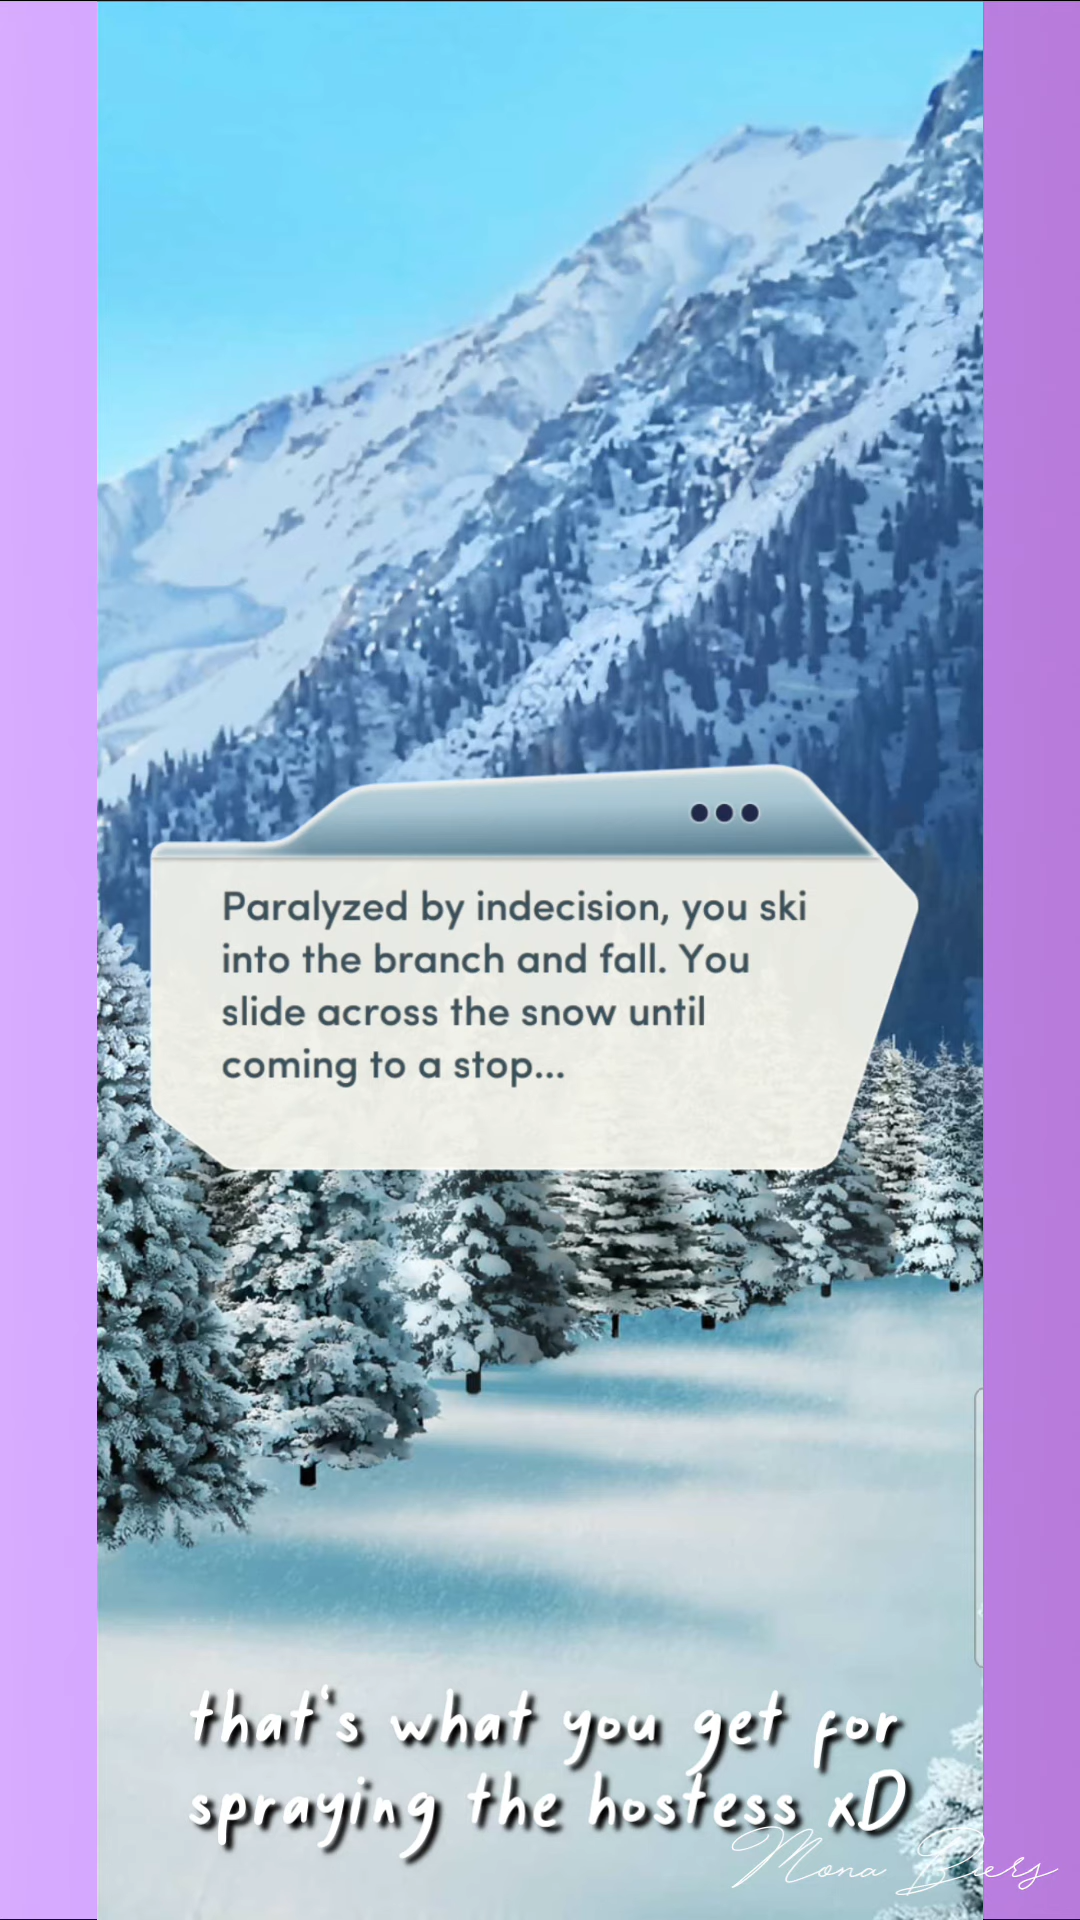 Paralyzed by indecision, you ski
into the branch and fall. You
slide across the snow until
coming to a stop...
that's what you get for
spraying the hostess xD
Mona Biers